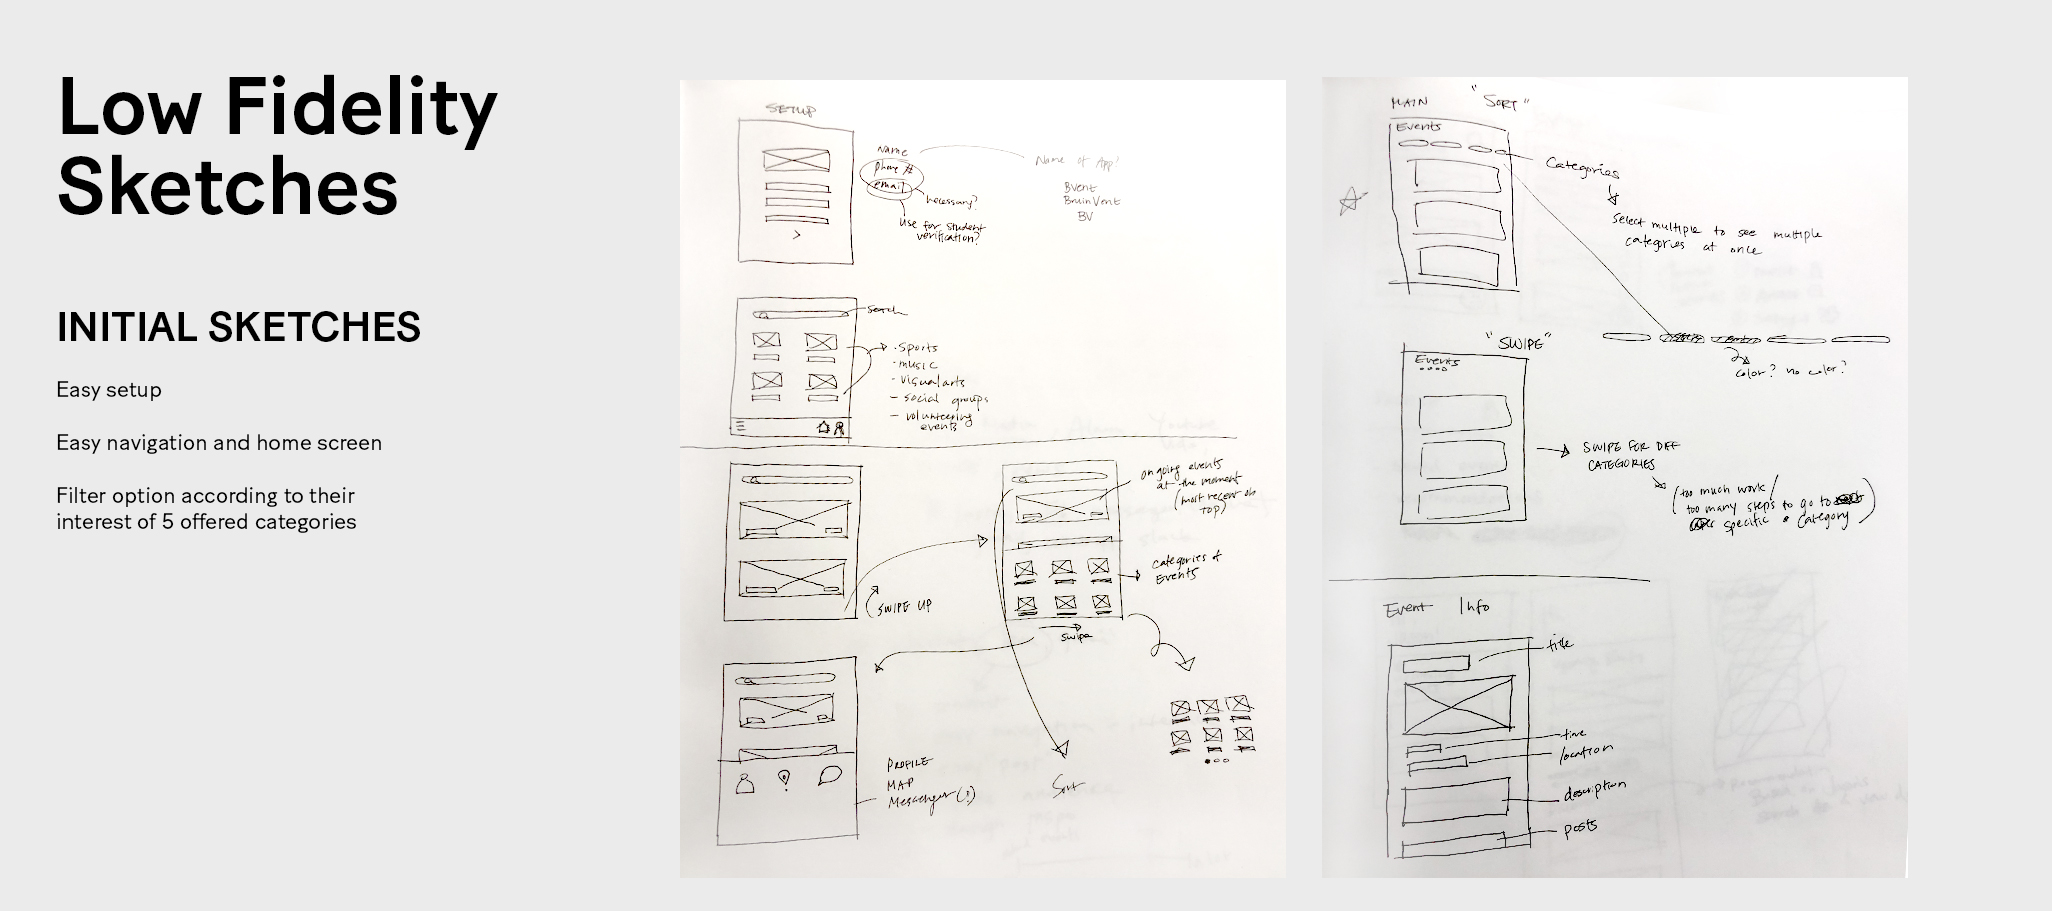 Low Fidelity
Sketches
INITIAL SKETCHES
Easy setup
Easy navigation and home screen
Filter option according to their
interest of 5 offered categories
SETUP
Name
phone #
email
necessary?
use for student
verification?
Name of App?
BVent
BruinVent
BV
Search
· Sports
· music
· visual arts
- social groups
- volunteering
events
SWIPE UP
on going events
at the moment
(most recent on
top)
categories of
Events
swipe
PROFILE
MAP
Messenger (?)
Sort
MAIN
"SORT"
Events
Categories
Select multiple to see multiple
categories at once
color? no color?
"SWIPE"
Events
SWIPE FOR DIFF
CATEGORIES
(too much work/
too many steps to go to
specific category)
Event Info
title
time
location
description
posts